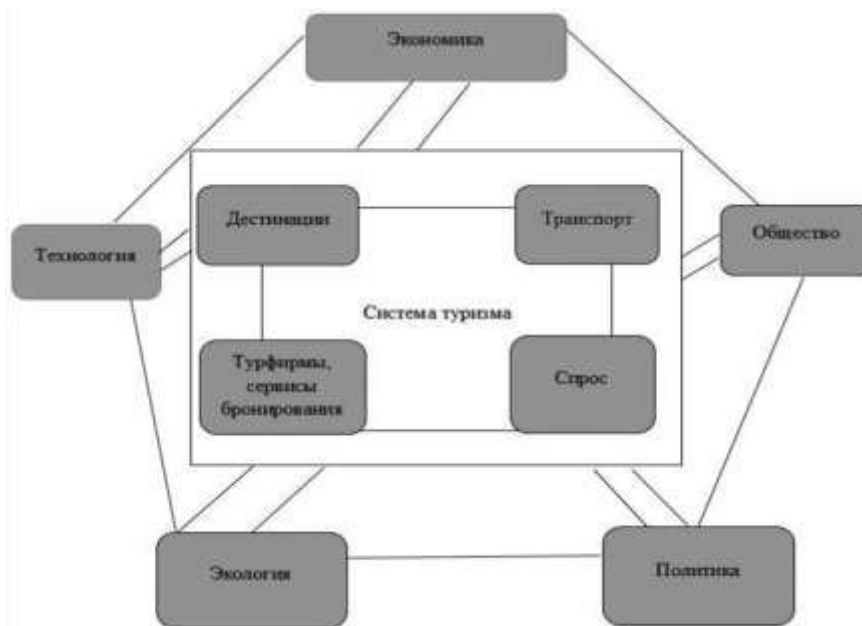 Экономика
Дестинации
Транспорт
Технология
Общество
Система туризма
Турфирмы,
сервисы
бронирования
Спрос
Экология
Политика